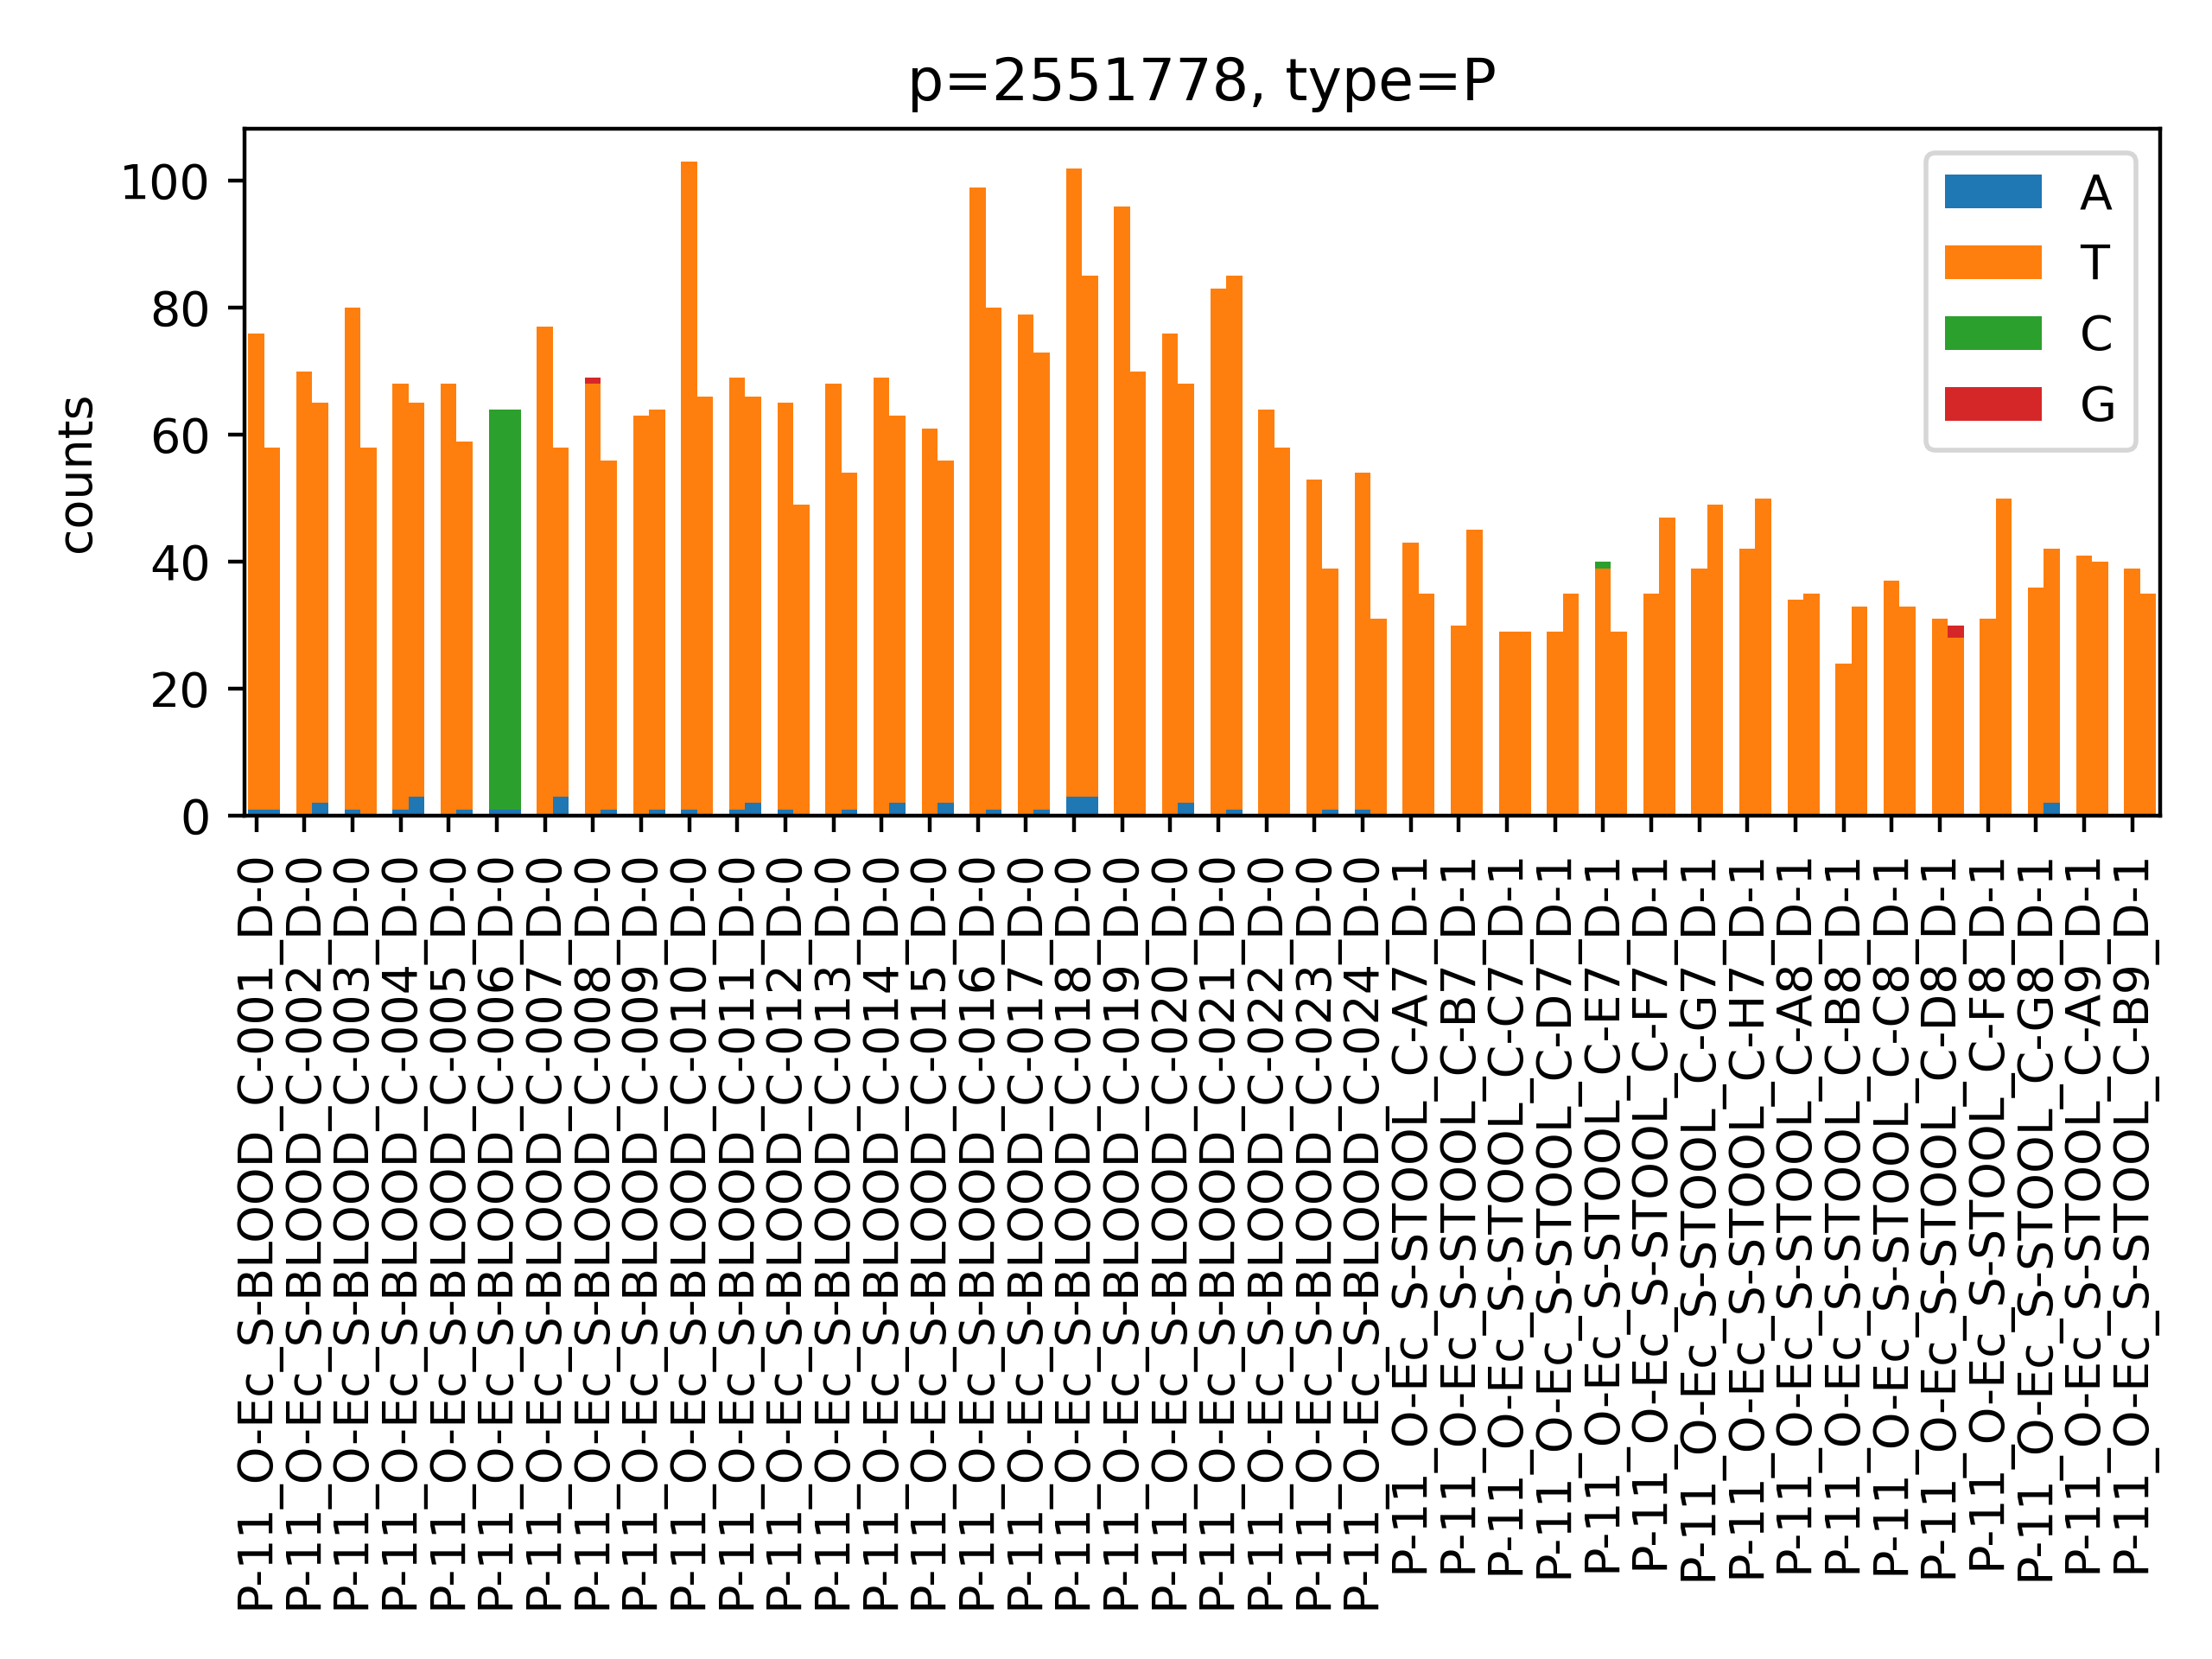 p=2551778, type=P
counts
100
80
60
40
20
0
A
T
C
G
P-11_O-Ec_S-BLOOD_C-001_D-0
P-11_O-Ec_S-BLOOD_C-002_D-0
P-11_O-Ec_S-BLOOD_C-003_D-0
P-11_O-Ec_S-BLOOD_C-004_D-0
P-11_O-Ec_S-BLOOD_C-005_D-0
P-11_O-Ec_S-BLOOD_C-006_D-0
P-11_O-Ec_S-BLOOD_C-007_D-0
P-11_O-Ec_S-BLOOD_C-008_D-0
P-11_O-Ec_S-BLOOD_C-009_D-0
P-11_O-Ec_S-BLOOD_C-010_D-0
P-11_O-Ec_S-BLOOD_C-011_D-0
P-11_O-Ec_S-BLOOD_C-012_D-0
P-11_O-Ec_S-BLOOD_C-013_D-0
P-11_O-Ec_S-BLOOD_C-014_D-0
P-11_O-Ec_S-BLOOD_C-015_D-0
P-11_O-Ec_S-BLOOD_C-016_D-0
P-11_O-Ec_S-BLOOD_C-017_D-0
P-11_O-Ec_S-BLOOD_C-018_D-0
P-11_O-Ec_S-BLOOD_C-019_D-0
P-11_O-Ec_S-BLOOD_C-020_D-0
P-11_O-Ec_S-BLOOD_C-021_D-0
P-11_O-Ec_S-BLOOD_C-022_D-0
P-11_O-Ec_S-BLOOD_C-023_D-0
P-11_O-Ec_S-BLOOD_C-024_D-0
P-11_O-Ec_S-STOOL_C-A7_D-1
P-11_O-Ec_S-STOOL_C-B7_D-1
P-11_O-Ec_S-STOOL_C-C7_D-1
P-11_O-Ec_S-STOOL_C-D7_D-1
P-11_O-Ec_S-STOOL_C-E7_D-1
P-11_O-Ec_S-STOOL_C-F7_D-1
P-11_O-Ec_S-STOOL_C-G7_D-1
P-11_O-Ec_S-STOOL_C-H7_D-1
P-11_O-Ec_S-STOOL_C-A8_D-1
P-11_O-Ec_S-STOOL_C-B8_D-1
P-11_O-Ec_S-STOOL_C-C8_D-1
P-11_O-Ec_S-STOOL_C-D8_D-1
P-11_O-Ec_S-STOOL_C-F8_D-1
P-11_O-Ec_S-STOOL_C-G8_D-1
P-11_O-Ec_S-STOOL_C-A9_D-1
P-11_O-Ec_S-STOOL_C-B9_D-1